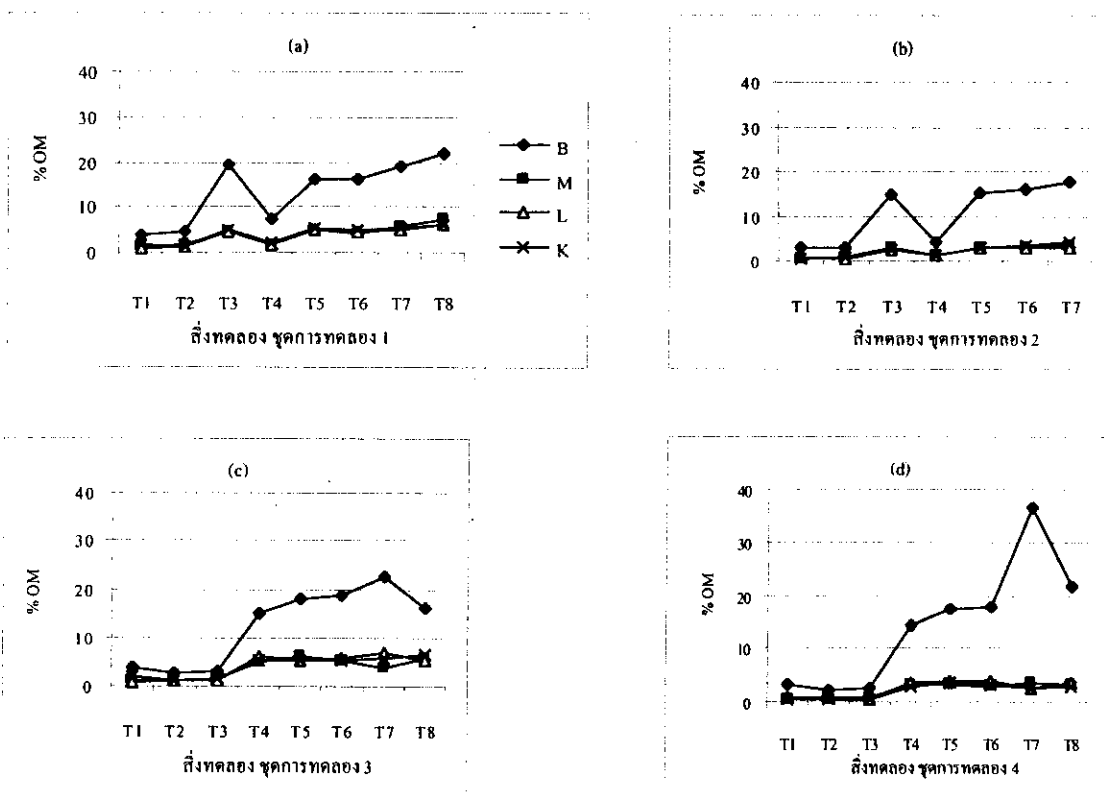 (a)
40
30
20
10
0
% OM
T1 T2 T3 T4 T5 T6 T7 T8
สิ่งทดลอง ชุดการทดลอง 1
B
M
L
K
(b)
40
30
20
10
0
% OM
T1 T2 T3 T4 T5 T6 T7
สิ่งทดลอง ชุดการทดลอง 2
(c)
40
30
20
10
0
% OM
T1 T2 T3 T4 T5 T6 T7 T8
สิ่งทดลอง ชุดการทดลอง 3
(d)
40
30
20
10
0
% OM
T1 T2 T3 T4 T5 T6 T7 T8
สิ่งทดลอง ชุดการทดลอง 4